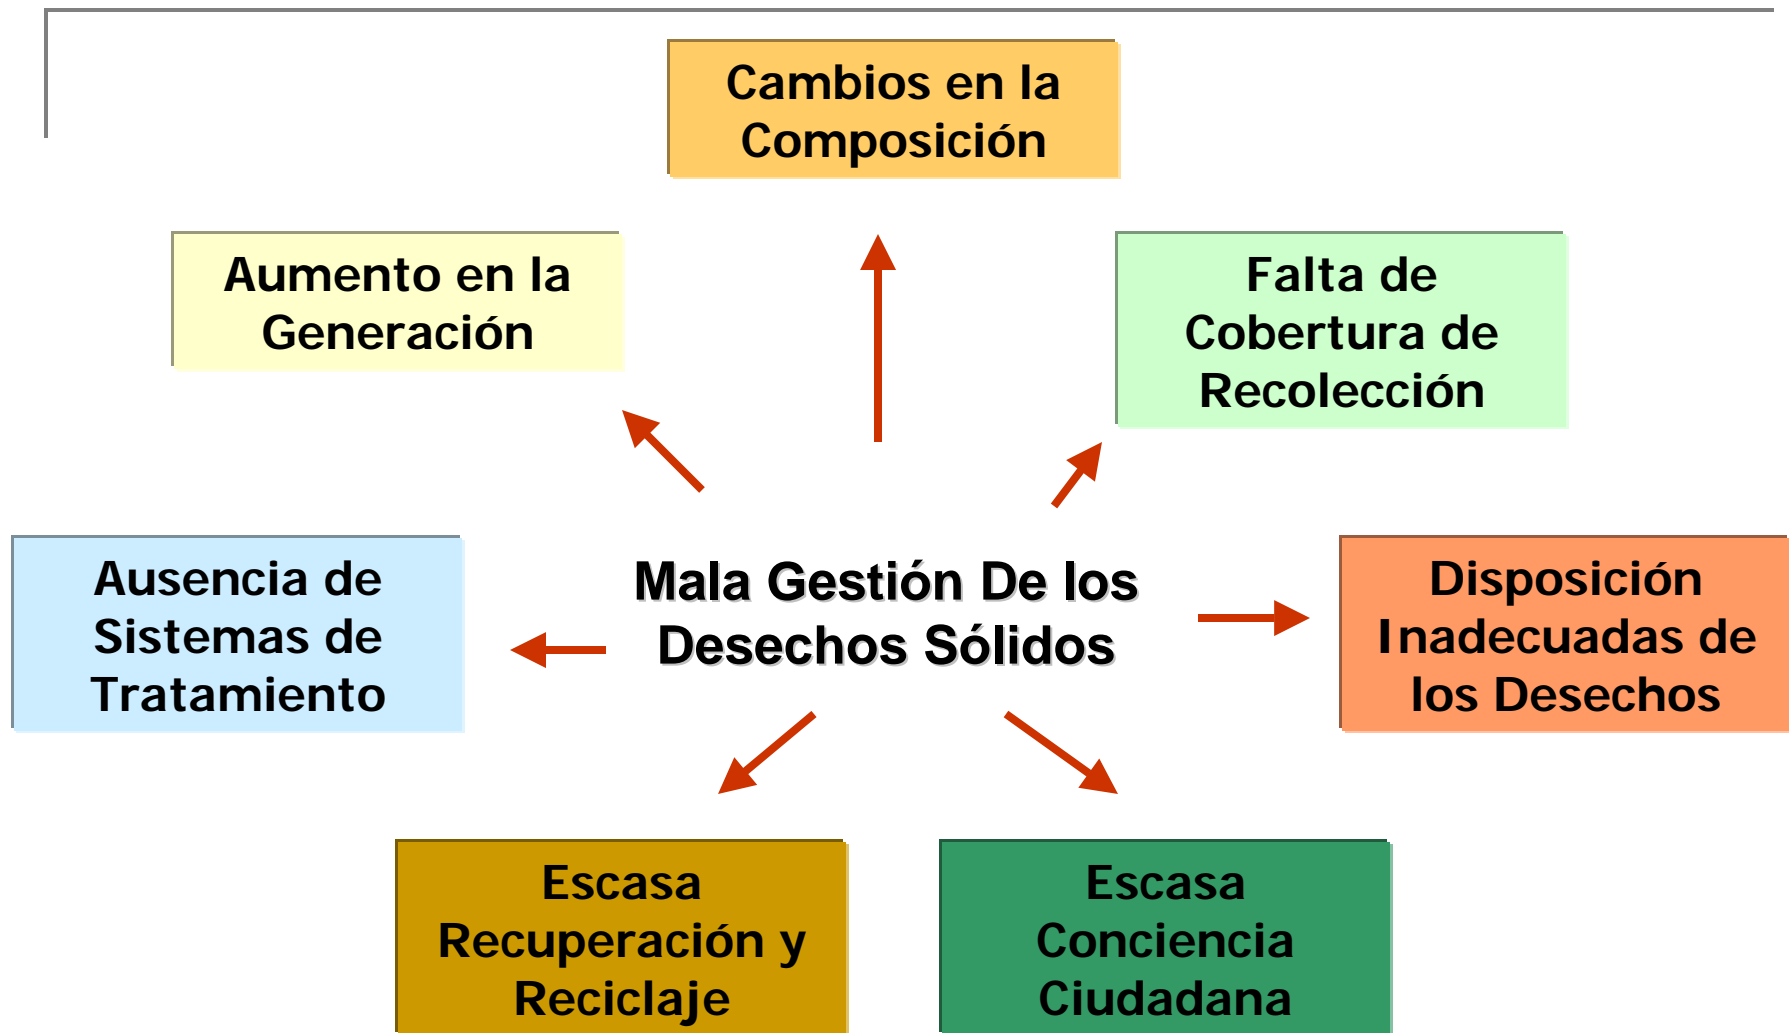 Cambios en la
Composición
Aumento en la
Generación
Falta de
Cobertura de
Recolección
Ausencia de
Sistemas de
Tratamiento
Mala Gestión De los
Desechos Sólidos
Disposición
Inadecuadas de
los Desechos
Escasa
Recuperación y
Reciclaje
Escasa
Conciencia
Ciudadana